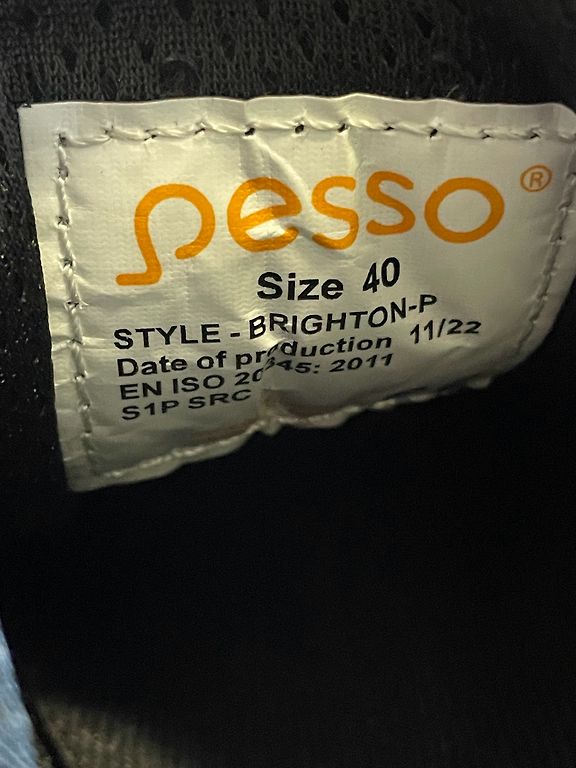 pesso®
Size 40
STYLE - BRIGHTON-P
Date of production 11/22
EN ISO 20345: 2011
S1P SRC